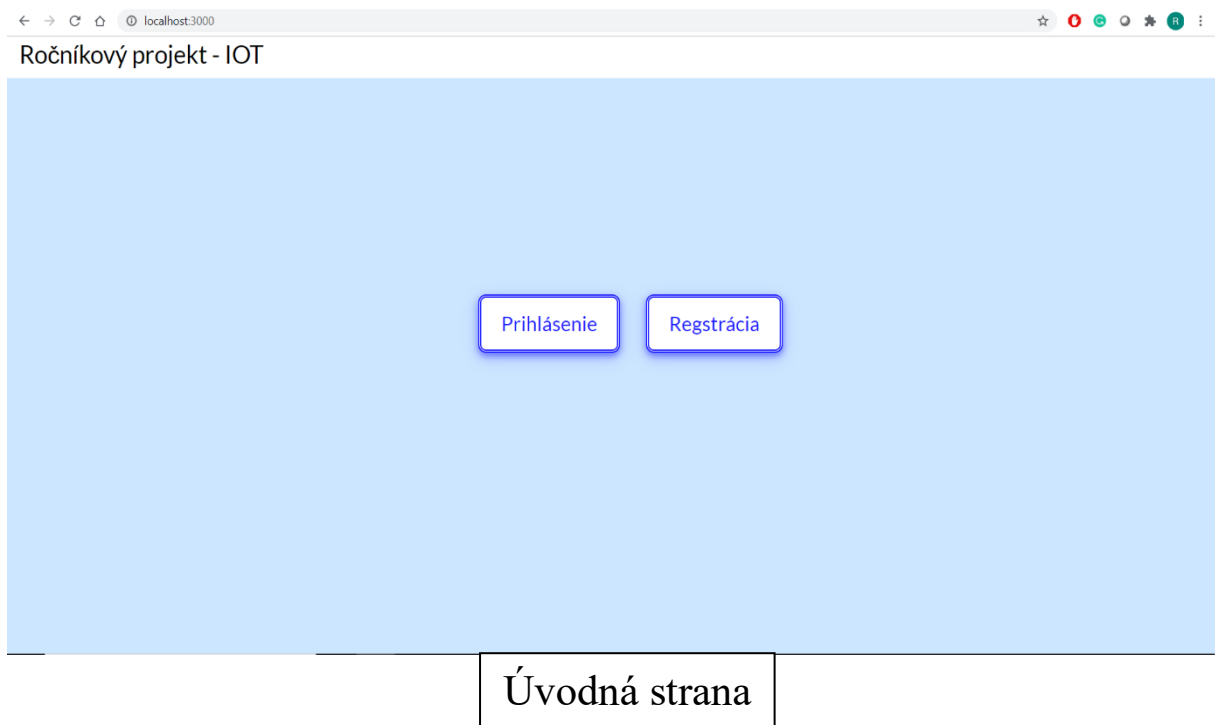 localhost:3000
R
Ročníkový projekt - IOT
Prihlásenie
Regstrácia
Úvodná strana